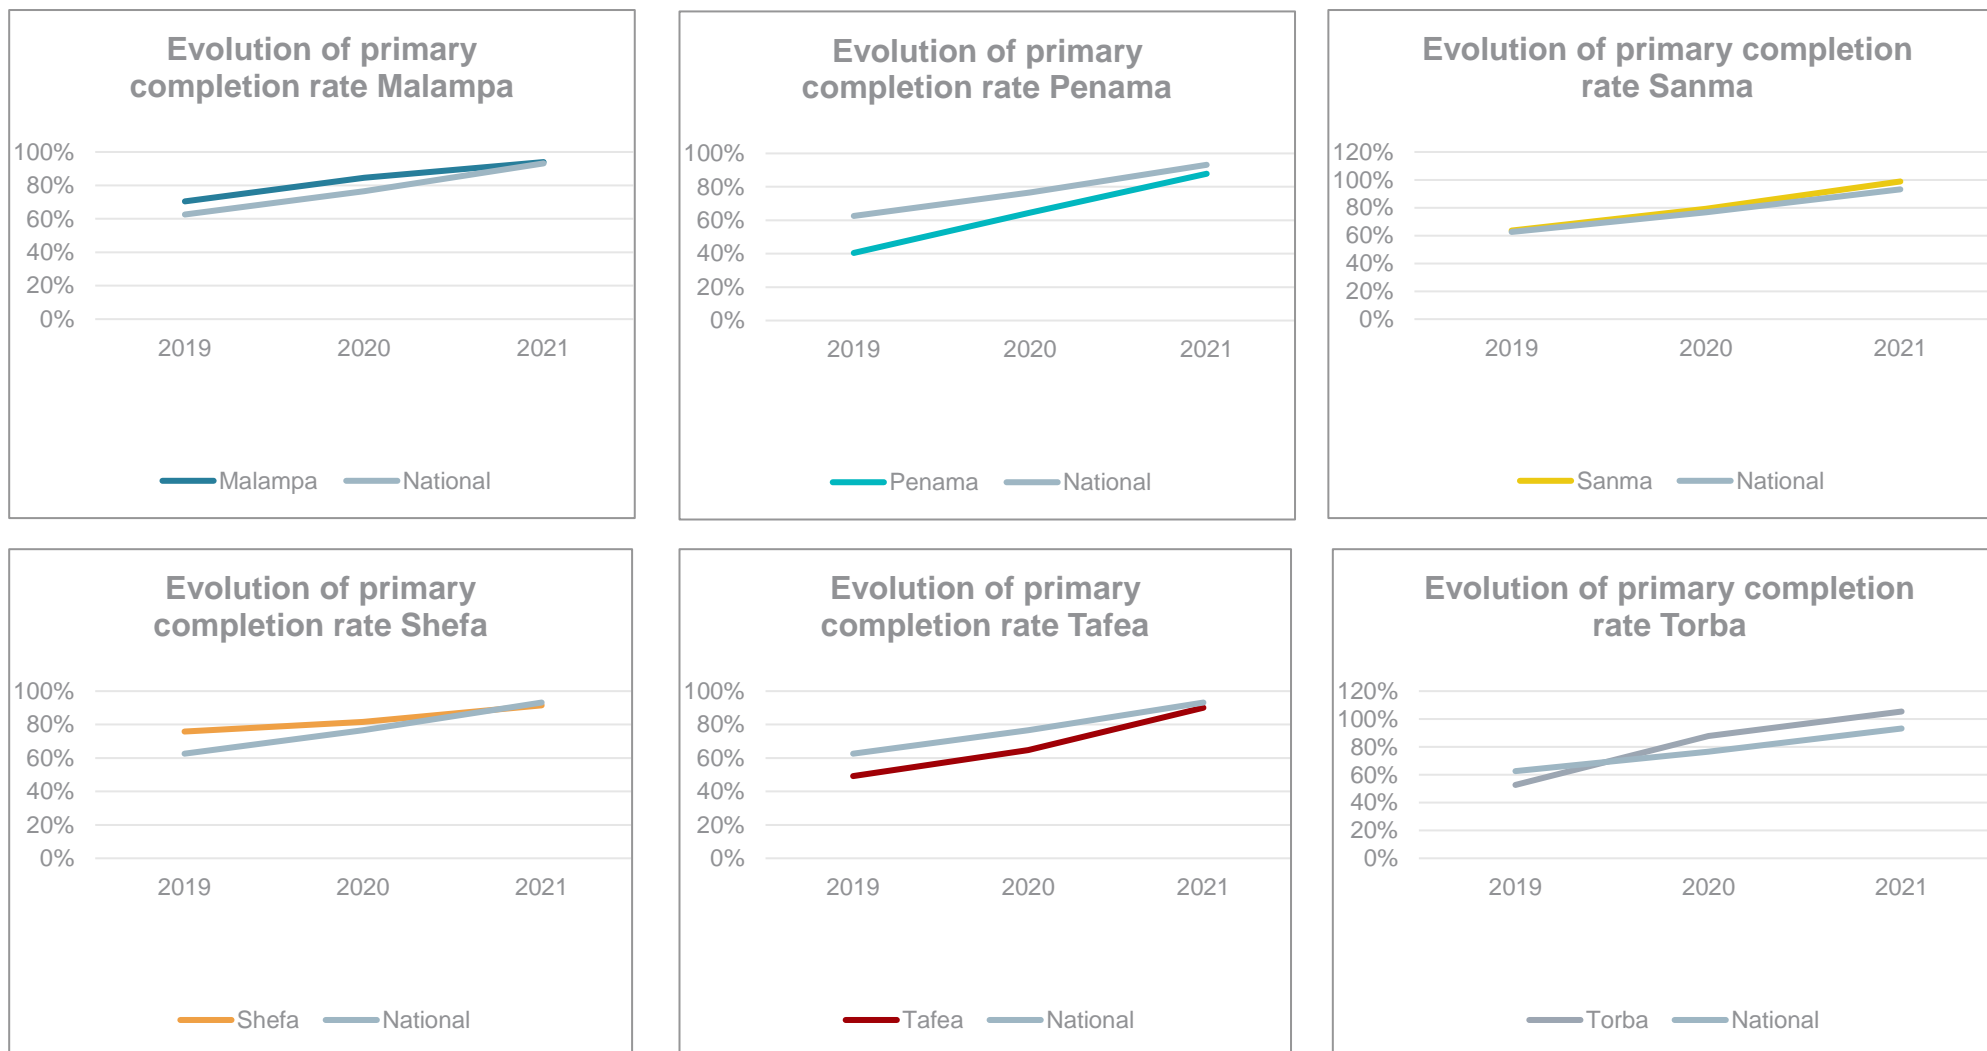 Evolution of primary
completion rate Malampa
100%
80%
60%
40%
20%
0%
2019 2020 2021
Malampa National
Evolution of primary
completion rate Penama
100%
80%
60%
40%
20%
0%
2019 2020 2021
Penama National
Evolution of primary completion
rate Sanma
120%
100%
80%
60%
40%
20%
0%
2019 2020 2021
Sanma National
Evolution of primary
completion rate Shefa
100%
80%
60%
40%
20%
0%
2019 2020 2021
Shefa National
Evolution of primary
completion rate Tafea
100%
80%
60%
40%
20%
0%
2019 2020 2021
Tafea National
Evolution of primary completion
rate Torba
120%
100%
80%
60%
40%
20%
0%
2019 2020 2021
Torba National